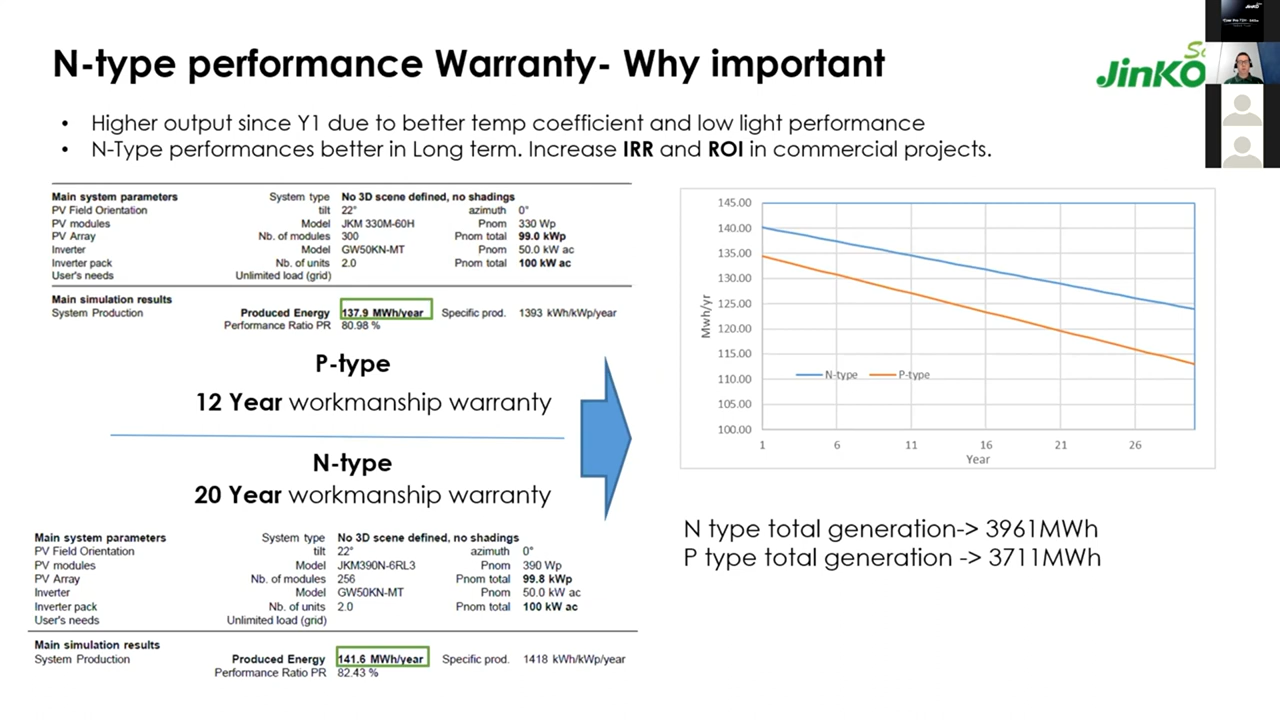 N-type performance Warranty- Why important
JinKO
• Higher output since Y1 due to better temp coefficient and low light performance
• N-Type performances better in Long term. Increase IRR and ROI in commercial projects.
Main system parameters System type No 3D scene defined, no shadings
PV Field Orientation tilt 22° azimuth 0°
PV modules Model JKM 330M-60H Pnom 330 Wp
PV Array Nb. of modules 300 Pnom total 99.0 kWp
Inverter Model GW50KN-MT Pnom 50.0 kW ac
Inverter pack Nb. of units 2.0 Pnom total 100 kW ac
User's needs Unlimited load (grid)
Main simulation results
System Production Produced Energy 137.9 MWh/year Specific prod. 1393 kWh/kWp/year
Performance Ratio PR 80.98 %
P-type
12 Year workmanship warranty
N-type
20 Year workmanship warranty
Main system parameters System type No 3D scene defined, no shadings
PV Field Orientation tilt 22° azimuth 0°
PV modules Model JKM390N-6RL3 Pnom 390 Wp
PV Array Nb. of modules 256 Pnom total 99.8 kWp
Inverter Model GW50KN-MT Pnom 50.0 kW ac
Inverter pack Nb. of units 2.0 Pnom total 100 kW ac
User's needs Unlimited load (grid)
Main simulation results
System Production Produced Energy 141.6 MWh/year Specific prod. 1418 kWh/kWp/year
Performance Ratio PR 82.43 %
145.00
140.00
135.00
130.00
125.00
120.00
115.00
110.00
105.00
100.00
Mwh/yr
N-type P-type
1 6 11 16 21 26
Year
N type total generation-> 3961MWh
P type total generation -> 3711MWh